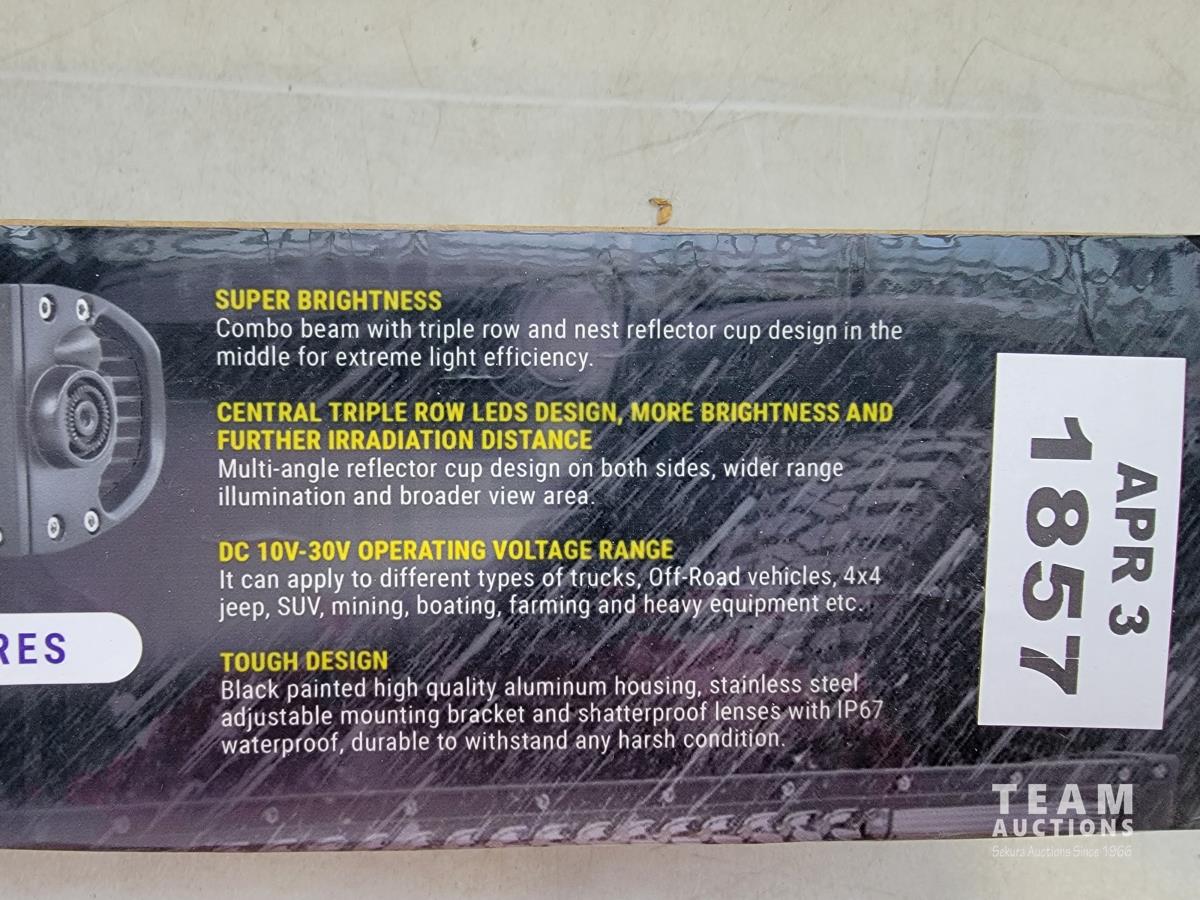 SUPER BRIGHTNESS
Combo beam with triple row and nest reflector cup design in the
middle for extreme light efficiency.
CENTRAL TRIPLE ROW LEDS DESIGN, MORE BRIGHTNESS AND
FURTHER IRRADIATION DISTANCE
Multi-angle reflector cup design on both sides, wider range
illumination and broader view area.
DC 10V-30V OPERATING VOLTAGE RANGE
It can apply to different types of trucks, Off-Road vehicles, 4x4
jeep, SUV, mining, boating, farming and heavy equipment etc.
TOUGH DESIGN
Black painted high quality aluminum housing, stainless steel
adjustable mounting bracket and shatterproof lenses with IP67
waterproof, durable to withstand any harsh condition.
RES
APR 3
1857
TEAM
AUCTIONS
Sekura Auctions Since 1966